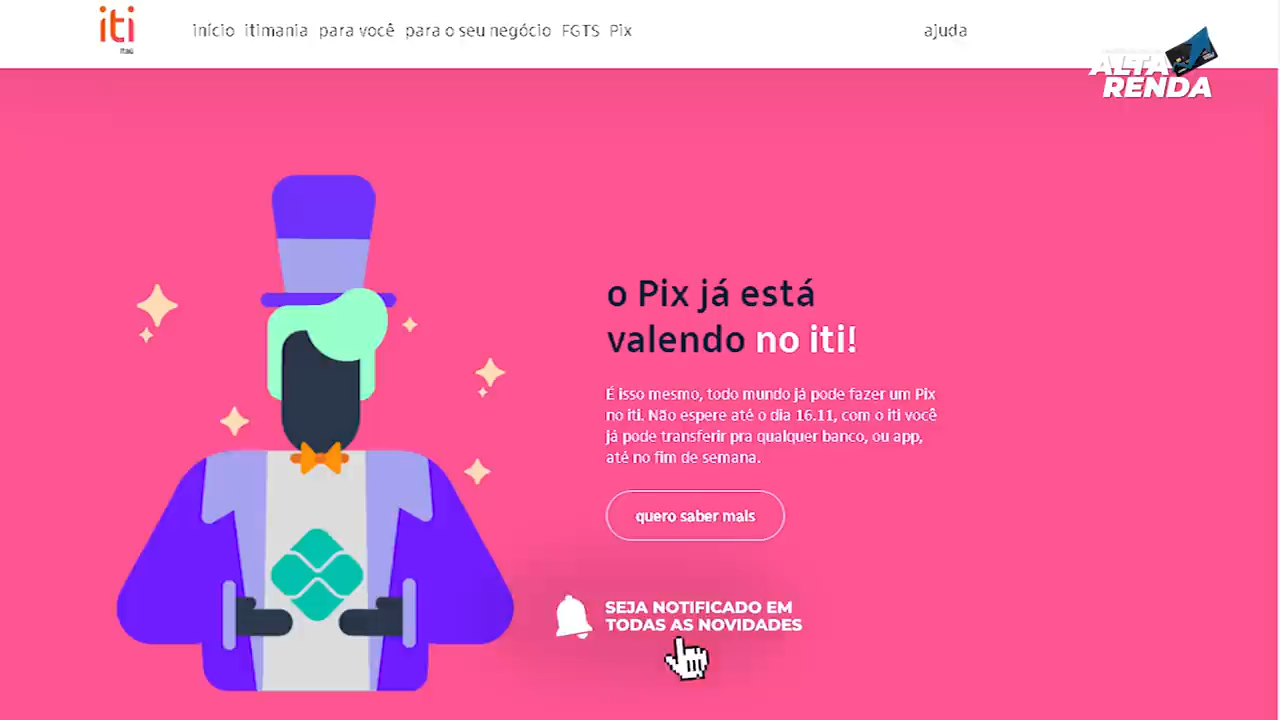 iti
Itaú
início itimania para você para o seu negócio FGTS Pix
ajuda
ALTA
RENDA
o Pix já está
valendo no iti!
É isso mesmo, todo mundo já pode fazer um Pix
no iti. Não espere até o dia 16.11, com o iti você
já pode transferir pra qualquer banco, ou app,
até no fim de semana.
quero saber mais
SEJA NOTIFICADO EM
TODAS AS NOVIDADES